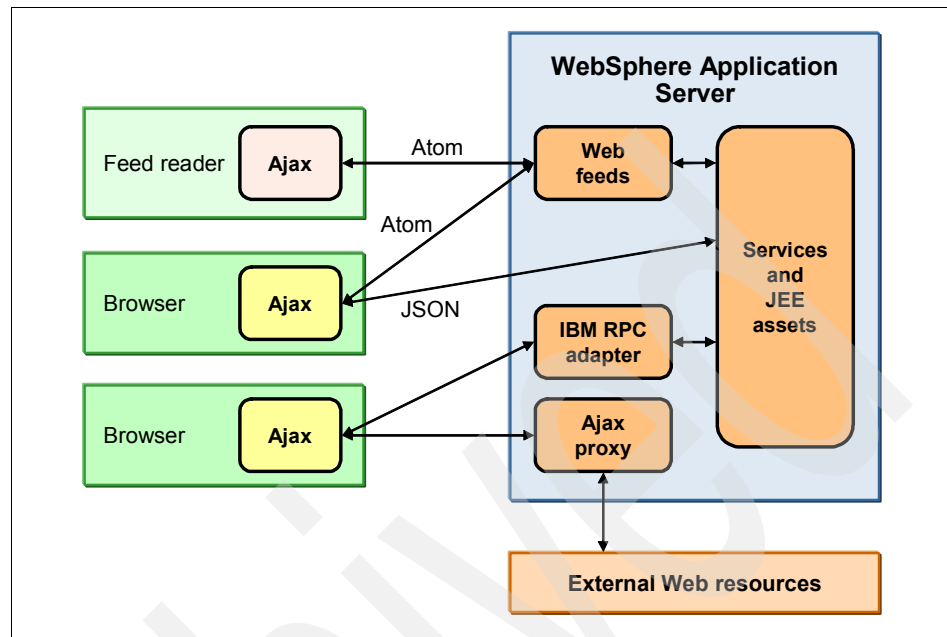 WebSphere Application
Server
Feed reader
Ajax
Atom
Web
feeds
Atom
Services
and
JEE
assets
Browser
Ajax
JSON
IBM RPC
adapter
Browser
Ajax
Ajax
proxy
External Web resources